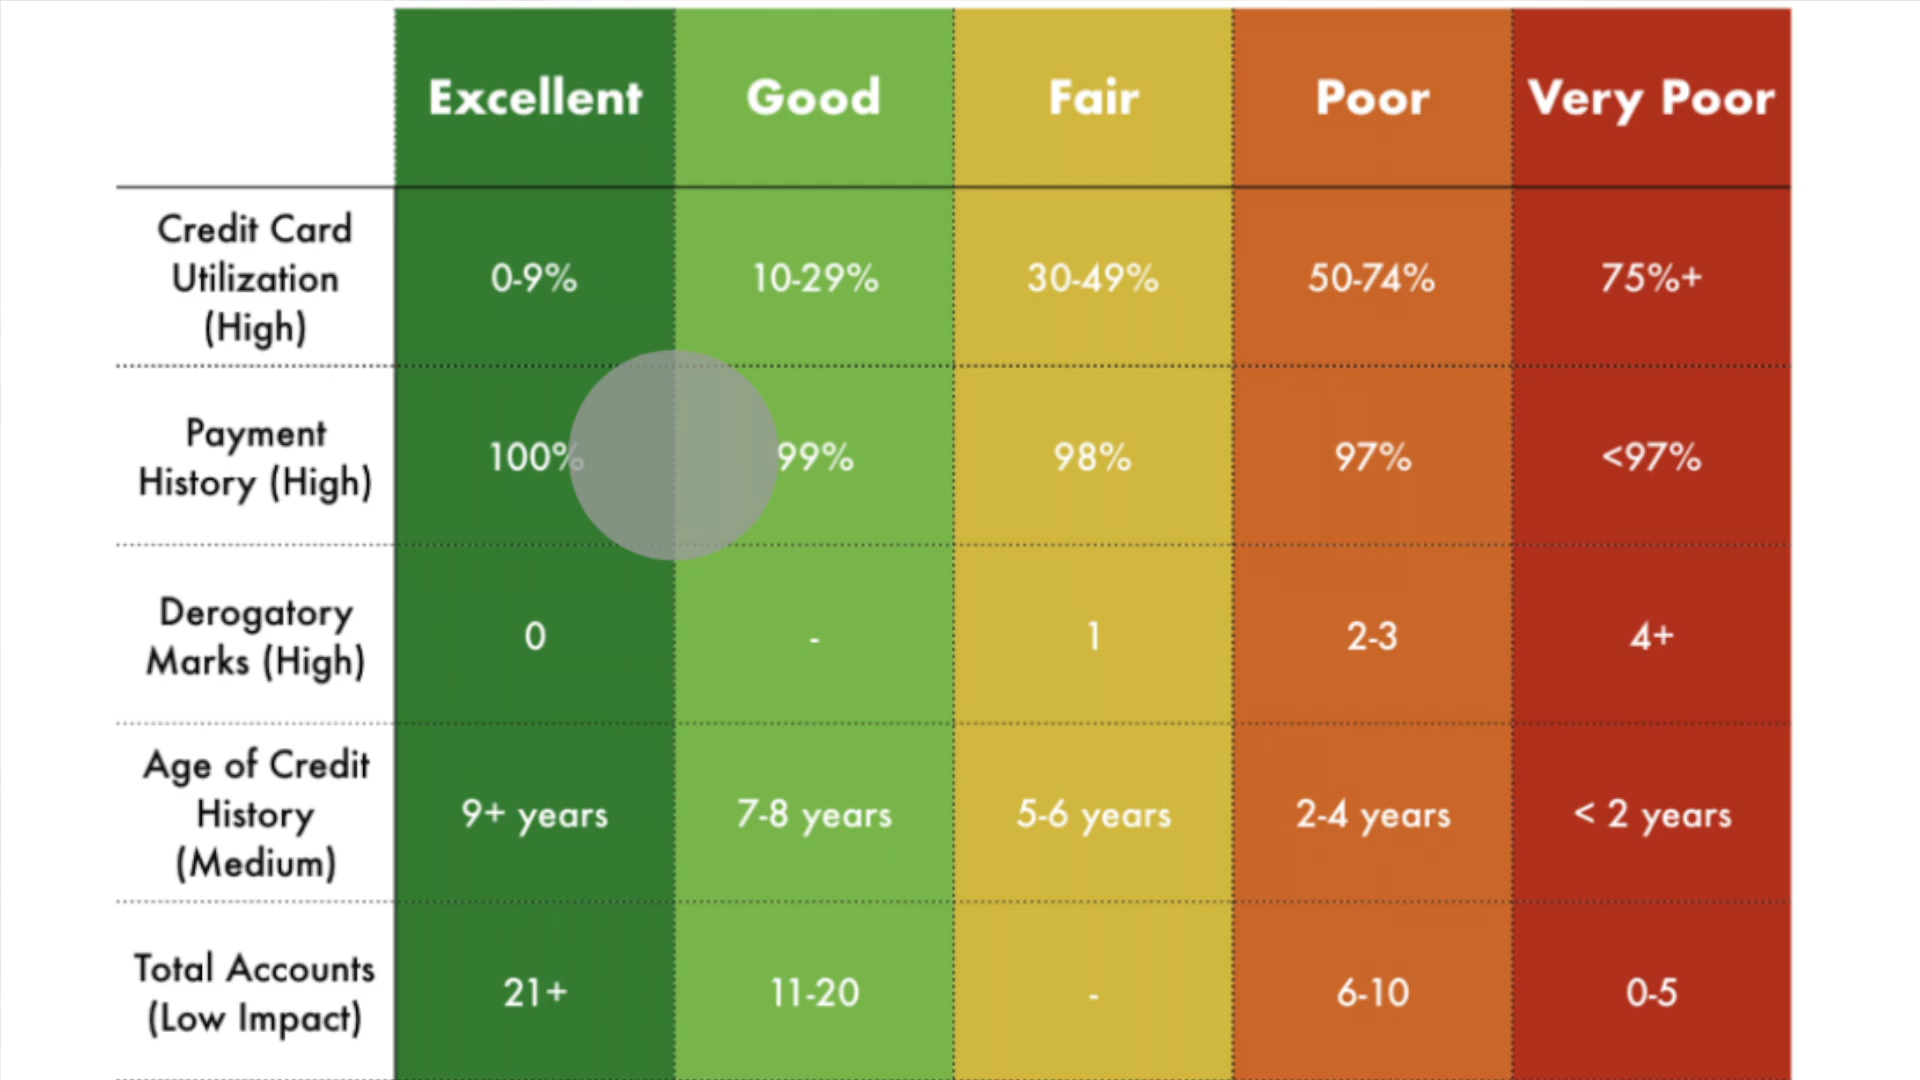 Excellent Good Fair Poor Very Poor
Credit Card
Utilization
(High)
0-9% 10-29% 30-49% 50-74% 75%+
Payment
History (High)
100% 99% 98% 97% <97%
Derogatory
Marks (High)
0 - 1 2-3 4+
Age of Credit
History
(Medium)
9+ years 7-8 years 5-6 years 2-4 years < 2 years
Total Accounts
(Low Impact)
21+ 11-20 - 6-10 0-5